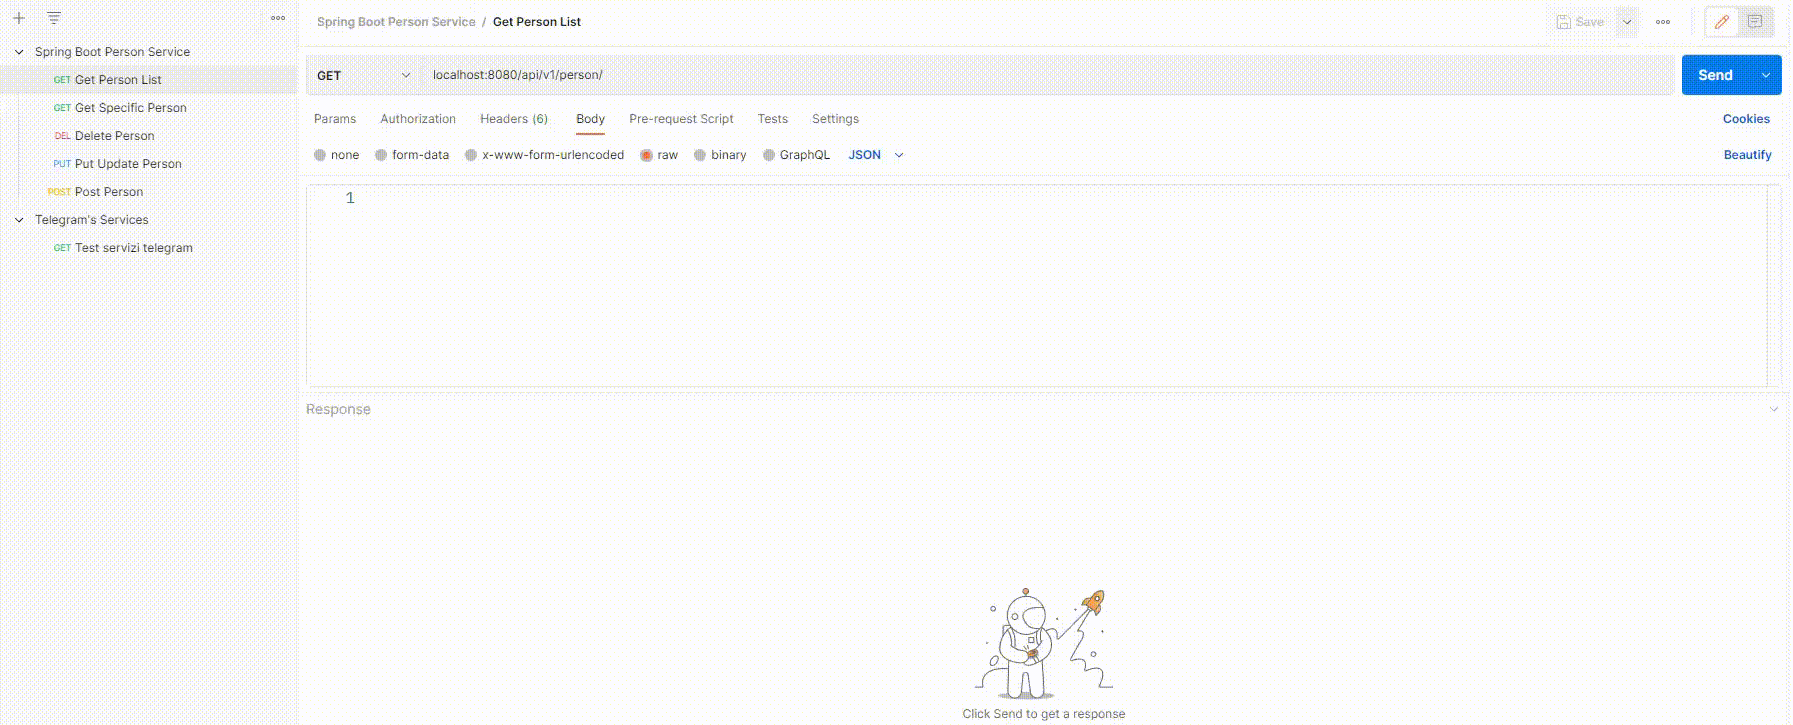 Spring Boot Person Service
GET Get Person List
GET Get Specific Person
DEL Delete Person
PUT Put Update Person
POST Post Person
Telegram's Services
GET Test servizi telegram
Spring Boot Person Service / Get Person List
Save
GET localhost:8080/api/v1/person/ Send
Params Authorization Headers (6) Body Pre-request Script Tests Settings Cookies
none form-data x-www-form-urlencoded raw binary GraphQL JSON Beautify
1
Response
Click Send to get a response